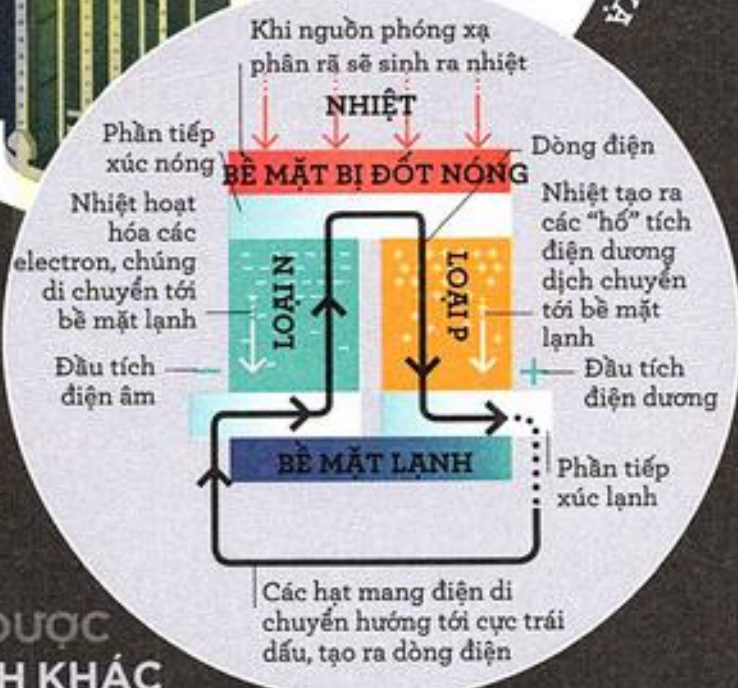 Khi nguồn phóng xạ
phân rã sẽ sinh ra nhiệt
NHIỆT
Phần tiếp
xúc nóng
BỀ MẶT BỊ ĐỐT NÓNG
Dòng điện
Nhiệt hoạt
hóa các
electron, chúng
di chuyển tới
bề mặt lạnh
LOẠI N
LOẠI P
Nhiệt tạo ra
các “hố” tích
điện dương
dịch chuyển
tới bề mặt
lạnh
Đầu tích
điện âm
Đầu tích
điện dương
BỀ MẶT LẠNH
Phần tiếp
xúc lạnh
Các hạt mang điện di
chuyển hướng tới cực trái
dấu, tạo ra dòng điện
ĐƯỢC
KHÁC